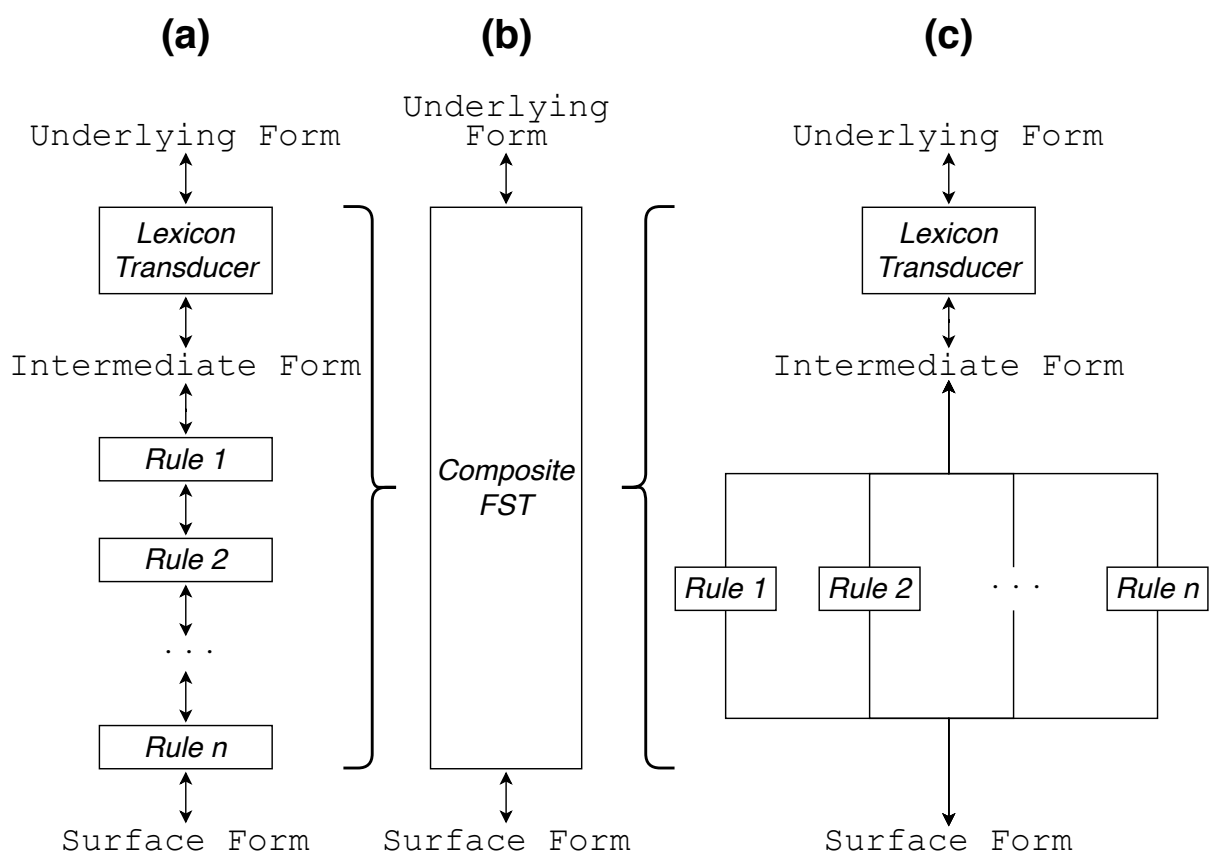 (a)
Underlying Form
Lexicon
Transducer
Intermediate Form
Rule 1
Rule 2
. . .
Rule n
Surface Form
(b)
Underlying
Form
Composite
FST
Surface Form
(c)
Underlying Form
Lexicon
Transducer
Intermediate Form
Rule 1
Rule 2
. . .
Rule n
Surface Form